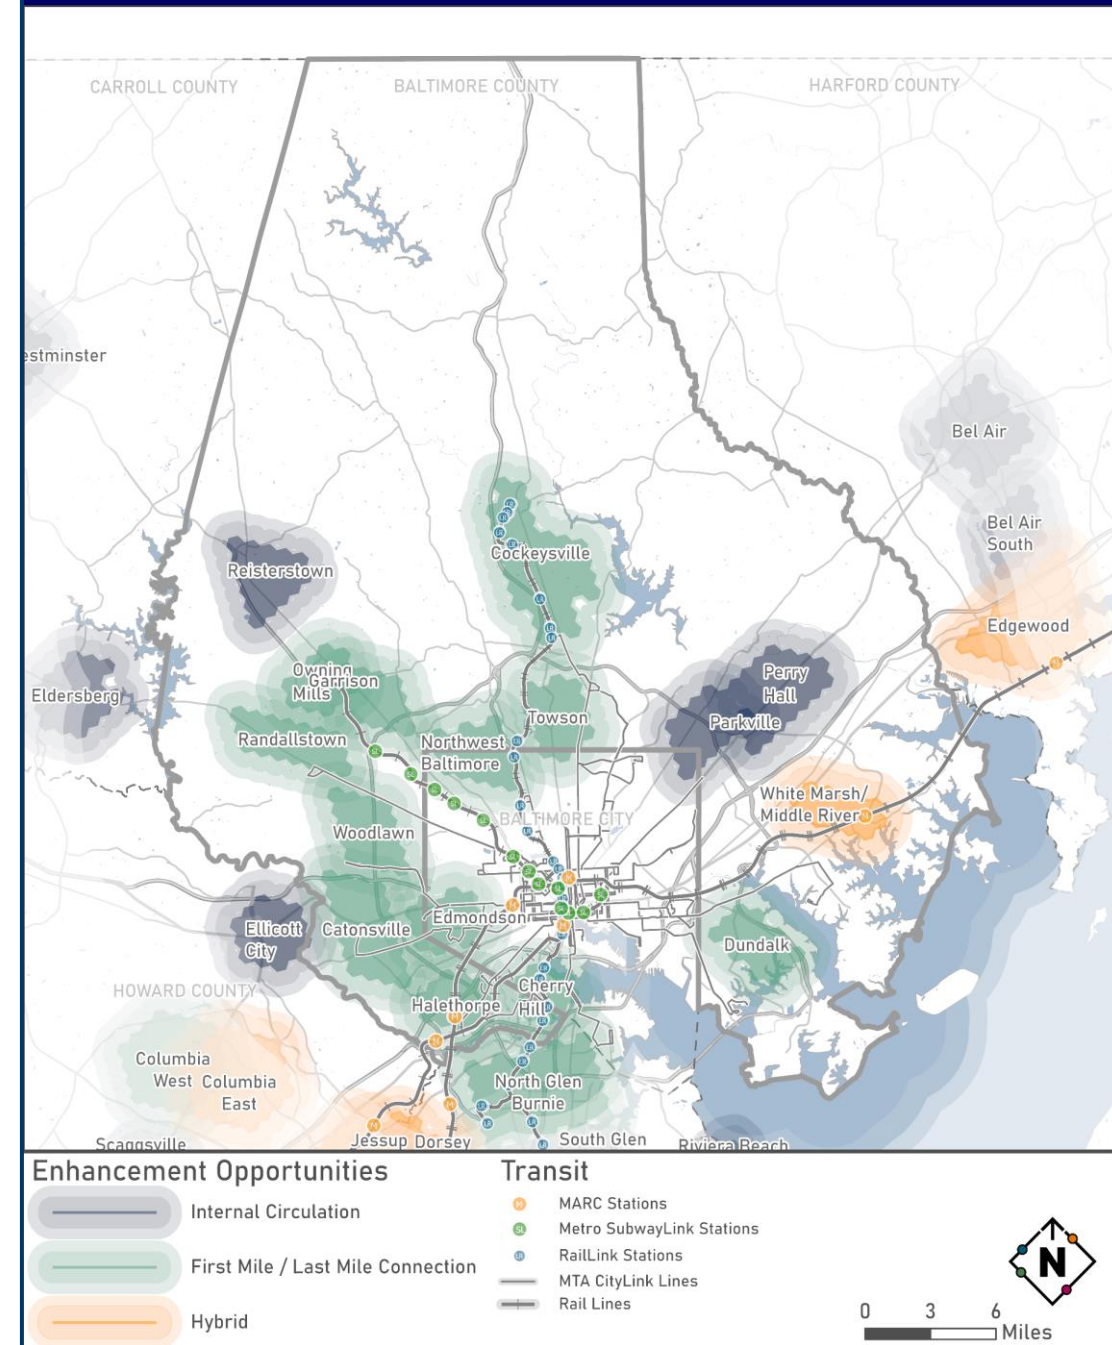 CARROLL COUNTY
BALTIMORE COUNTY
HARFORD COUNTY
estminster
Bel Air
Bel Air
South
Cockeysville
Reisterstown
Edgewood
Owning
Garrison
Mills
Perry
Hall
Eldersberg
Parkville
Towson
Randallstown
Northwest
Baltimore
White Marsh/
Middle River
BALTIMORE CITY
Woodlawn
Edmondson
Ellicott
City
Catonsville
Dundalk
HOWARD COUNTY
Cherry
Hill
Halethorpe
Columbia
West
Columbia
East
North Glen
Burnie
Scaggsville
Jessup
Dorsey
South Glen
Riviera Beach
Enhancement Opportunities
Internal Circulation
First Mile / Last Mile Connection
Hybrid
Transit
M MARC Stations
SL Metro SubwayLink Stations
LR RailLink Stations
MTA CityLink Lines
Rail Lines
N
0 3 6
Miles